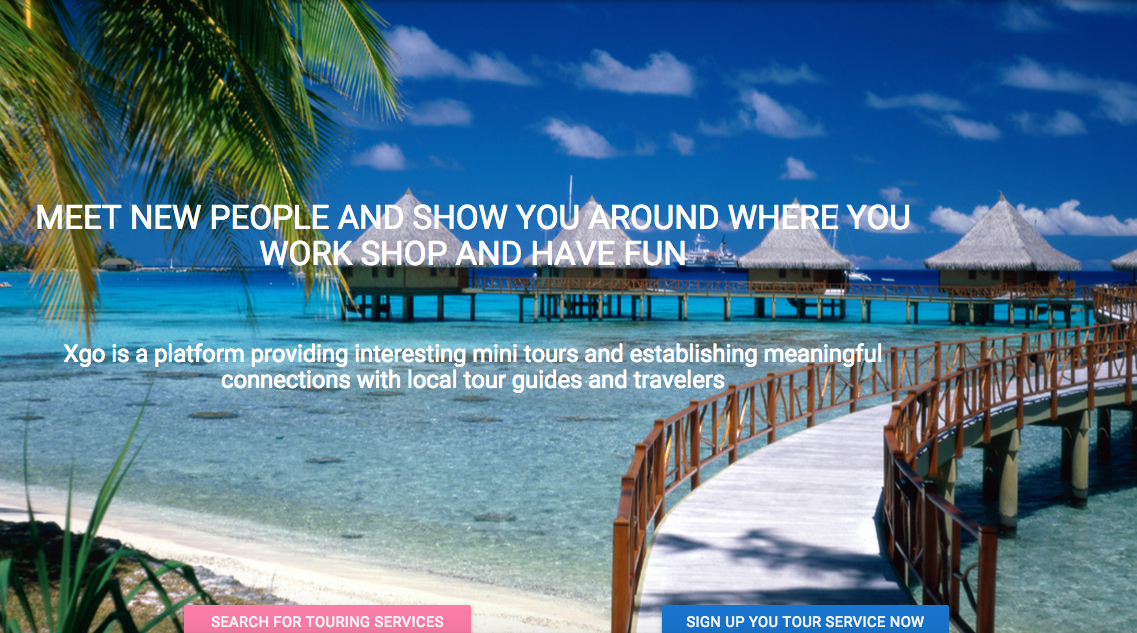 MEET NEW PEOPLE AND SHOW YOU AROUND WHERE YOU
WORK SHOP AND HAVE FUN
Xgo is a platform providing interesting mini tours and establishing meaningful
connections with local tour guides and travelers
SEARCH FOR TOURING SERVICES
SIGN UP YOU TOUR SERVICE NOW